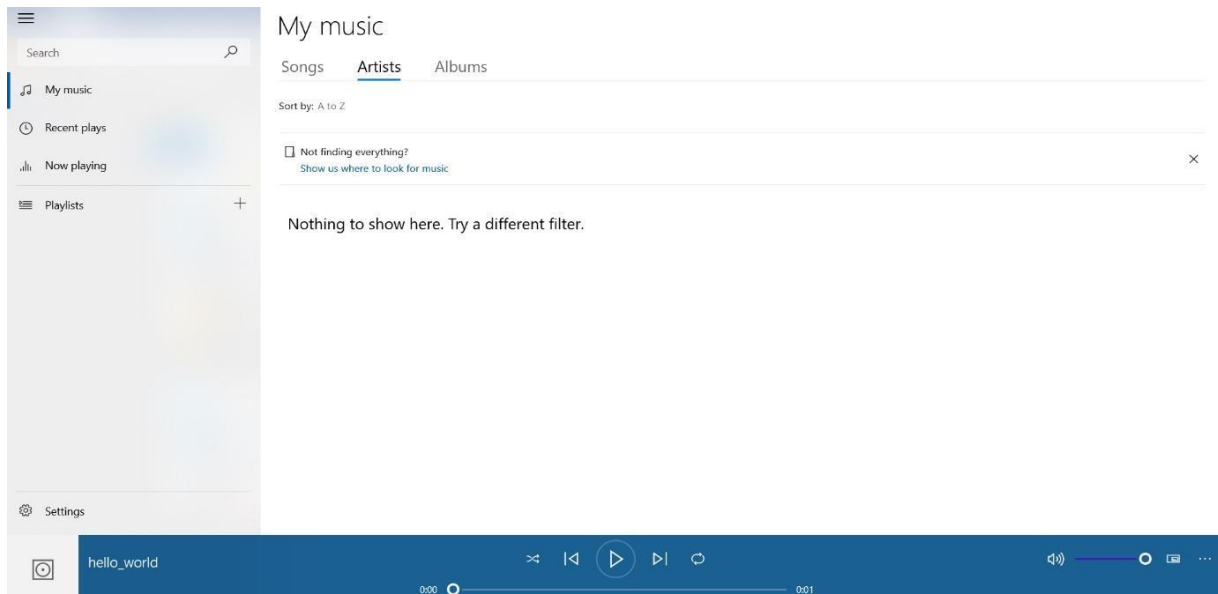 My music
Search
Songs Artists Albums
My music
Sort by: A to Z
Recent plays
Not finding everything?
Show us where to look for music
Now playing
Playlists
Nothing to show here. Try a different filter.
Settings
hello_world
0:00 0:01